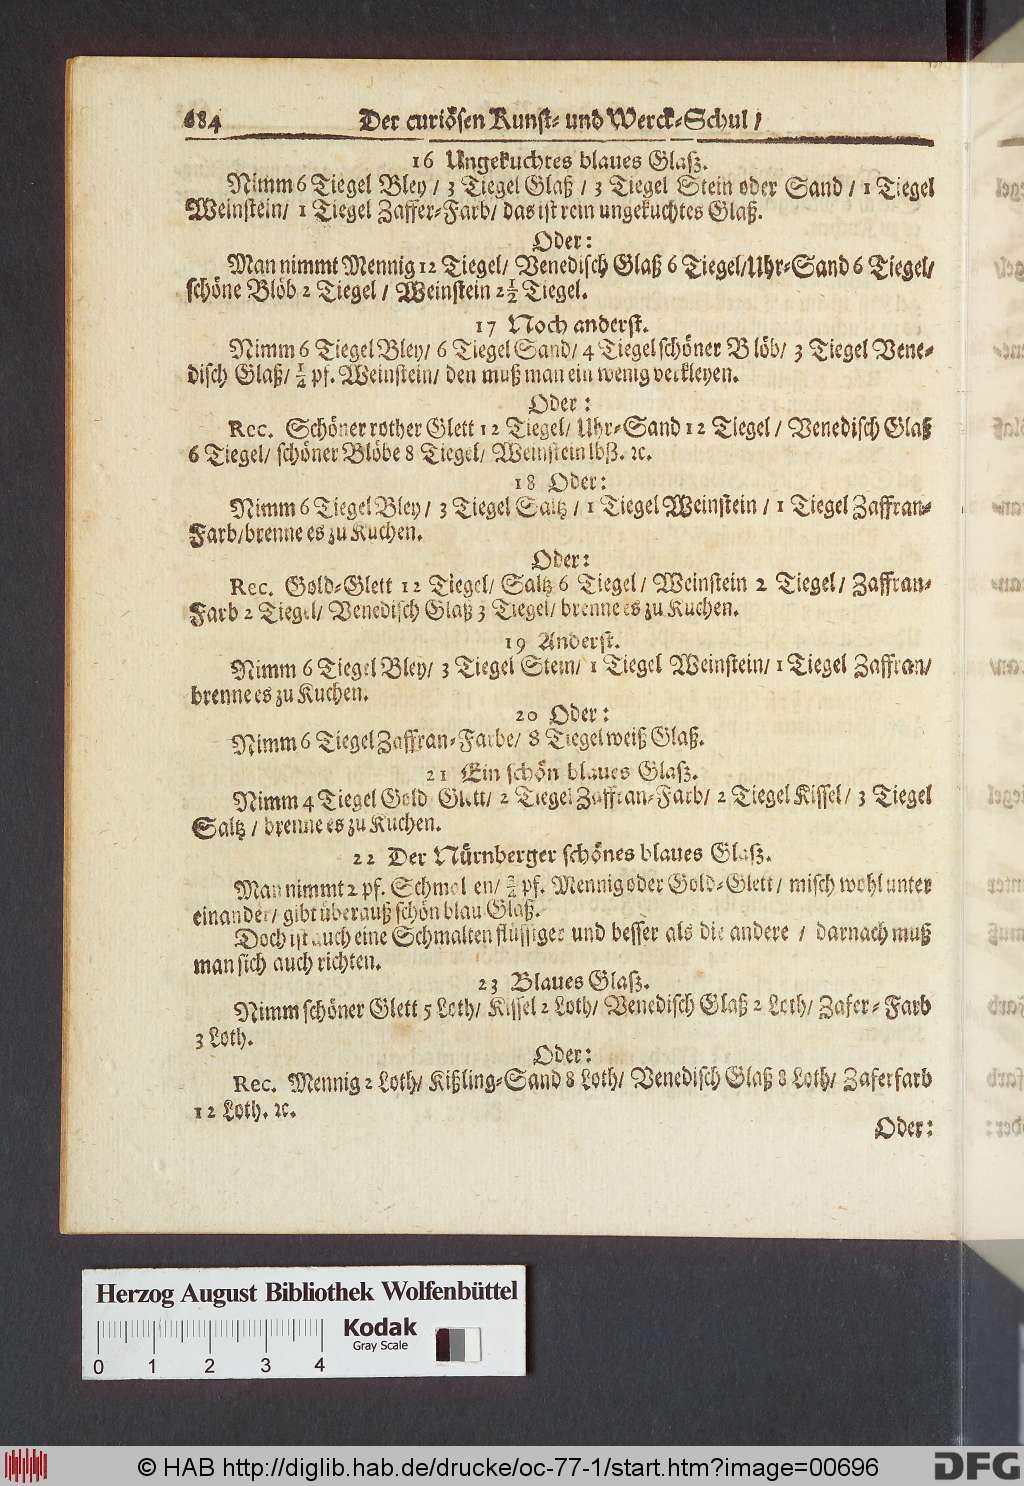 684 Der curiösen Kunst- und Werck-Schul /
16 Ungekuchtes blaues Glaß.
Nimm 6 Tiegel Bley / 3 Tiegel Glaß / 3 Tiegel Stein oder Sand / 1 Tiegel
Weinstein/ 1 Tiegel Zaffer-Farb/ das ist rein ungekuchtes Glaß.
Oder:
Man nimmt Mennig 12 Tiegel/ Venedisch Glaß 6 Tiegel/Uhr-Sand 6 Tiegel/
schöne Blöb 2 Tiegel / Weinstein 2½ Tiegel.
17 Noch anderst.
Nimm 6 Tiegel Bley/ 6 Tiegel Sand/ 4 Tiegel schöner Blöb/ 3 Tiegel Vene-
disch Glaß/ ½ pf. Weinstein/ den muß man ein wenig verkleyen.
Oder:
Rec. Schöner rother Glett 12 Tiegel/ Uhr-Sand 12 Tiegel / Venedisch Glaß
6 Tiegel/ schöner Blöbe 8 Tiegel/ Weinstein lbß. ꝛc.
18 Oder:
Nimm 6 Tiegel Bley / 3 Tiegel Saltz / 1 Tiegel Weinstein / 1 Tiegel Zaffran-
Farb/brenne es zu Kuchen.
Oder:
Rec. Gold-Glett 12 Tiegel/ Saltz 6 Tiegel / Weinstein 2 Tiegel / Zaffran-
Farb 2 Tiegel/ Venedisch Glaß 3 Tiegel/ brenne es zu Kuchen.
19 Anderst.
Nimm 6 Tiegel Bley/ 3 Tiegel Stein/ 1 Tiegel Weinstein/ 1 Tiegel Zaffran/
brenne es zu Kuchen.
20 Oder:
Nimm 6 Tiegel Zaffran-Farbe/ 8 Tiegel weiß Glaß.
21 Ein schön blaues Glaß.
Nimm 4 Tiegel Gold Glett/ 2 Tiegel Zaffran-Farb/ 2 Tiegel Kissel/ 3 Tiegel
Saltz / brenne es zu Kuchen.
22 Der Nürnberger schönes blaues Glaß.
Man nimmt 2 pf. Schmol en/ pf. Mennig oder Gold-Glett / misch wohl unter
einander/ gibt überauß schön blau Glaß.
Doch ist auch eine Schmalten flüssiger und besser als die andere / darnach muß
man sich auch richten.
23 Blaues Glaß.
Nimm schöner Glett 5 Loth/ Kissel 2 Loth/ Venedisch Glaß 2 Loth/ Zafer-Farb
3 Loth.
Oder:
Rec. Mennig 2 Loth/ Kißling-Sand 8 Loth/ Venedisch Glaß 8 Loth/ Zaferfarb
12 Loth. ꝛc.
Oder:
Herzog August Bibliothek Wolfenbüttel
Kodak
Gray Scale
0 1 2 3 4
© HAB http://diglib.hab.de/drucke/oc-77-1/start.htm?image=00696
DFG